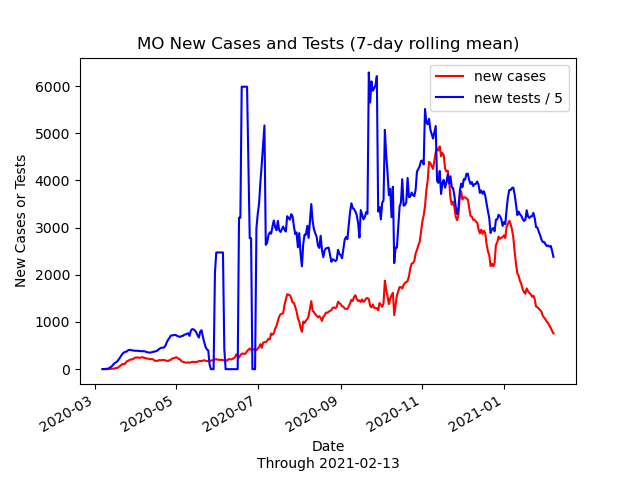 MO New Cases and Tests (7-day rolling mean)
new cases
new tests / 5
New Cases or Tests
6000
5000
4000
3000
2000
1000
0
2020-03
2020-05
2020-07
2020-09
2020-11
2021-01
Date
Through 2021-02-13